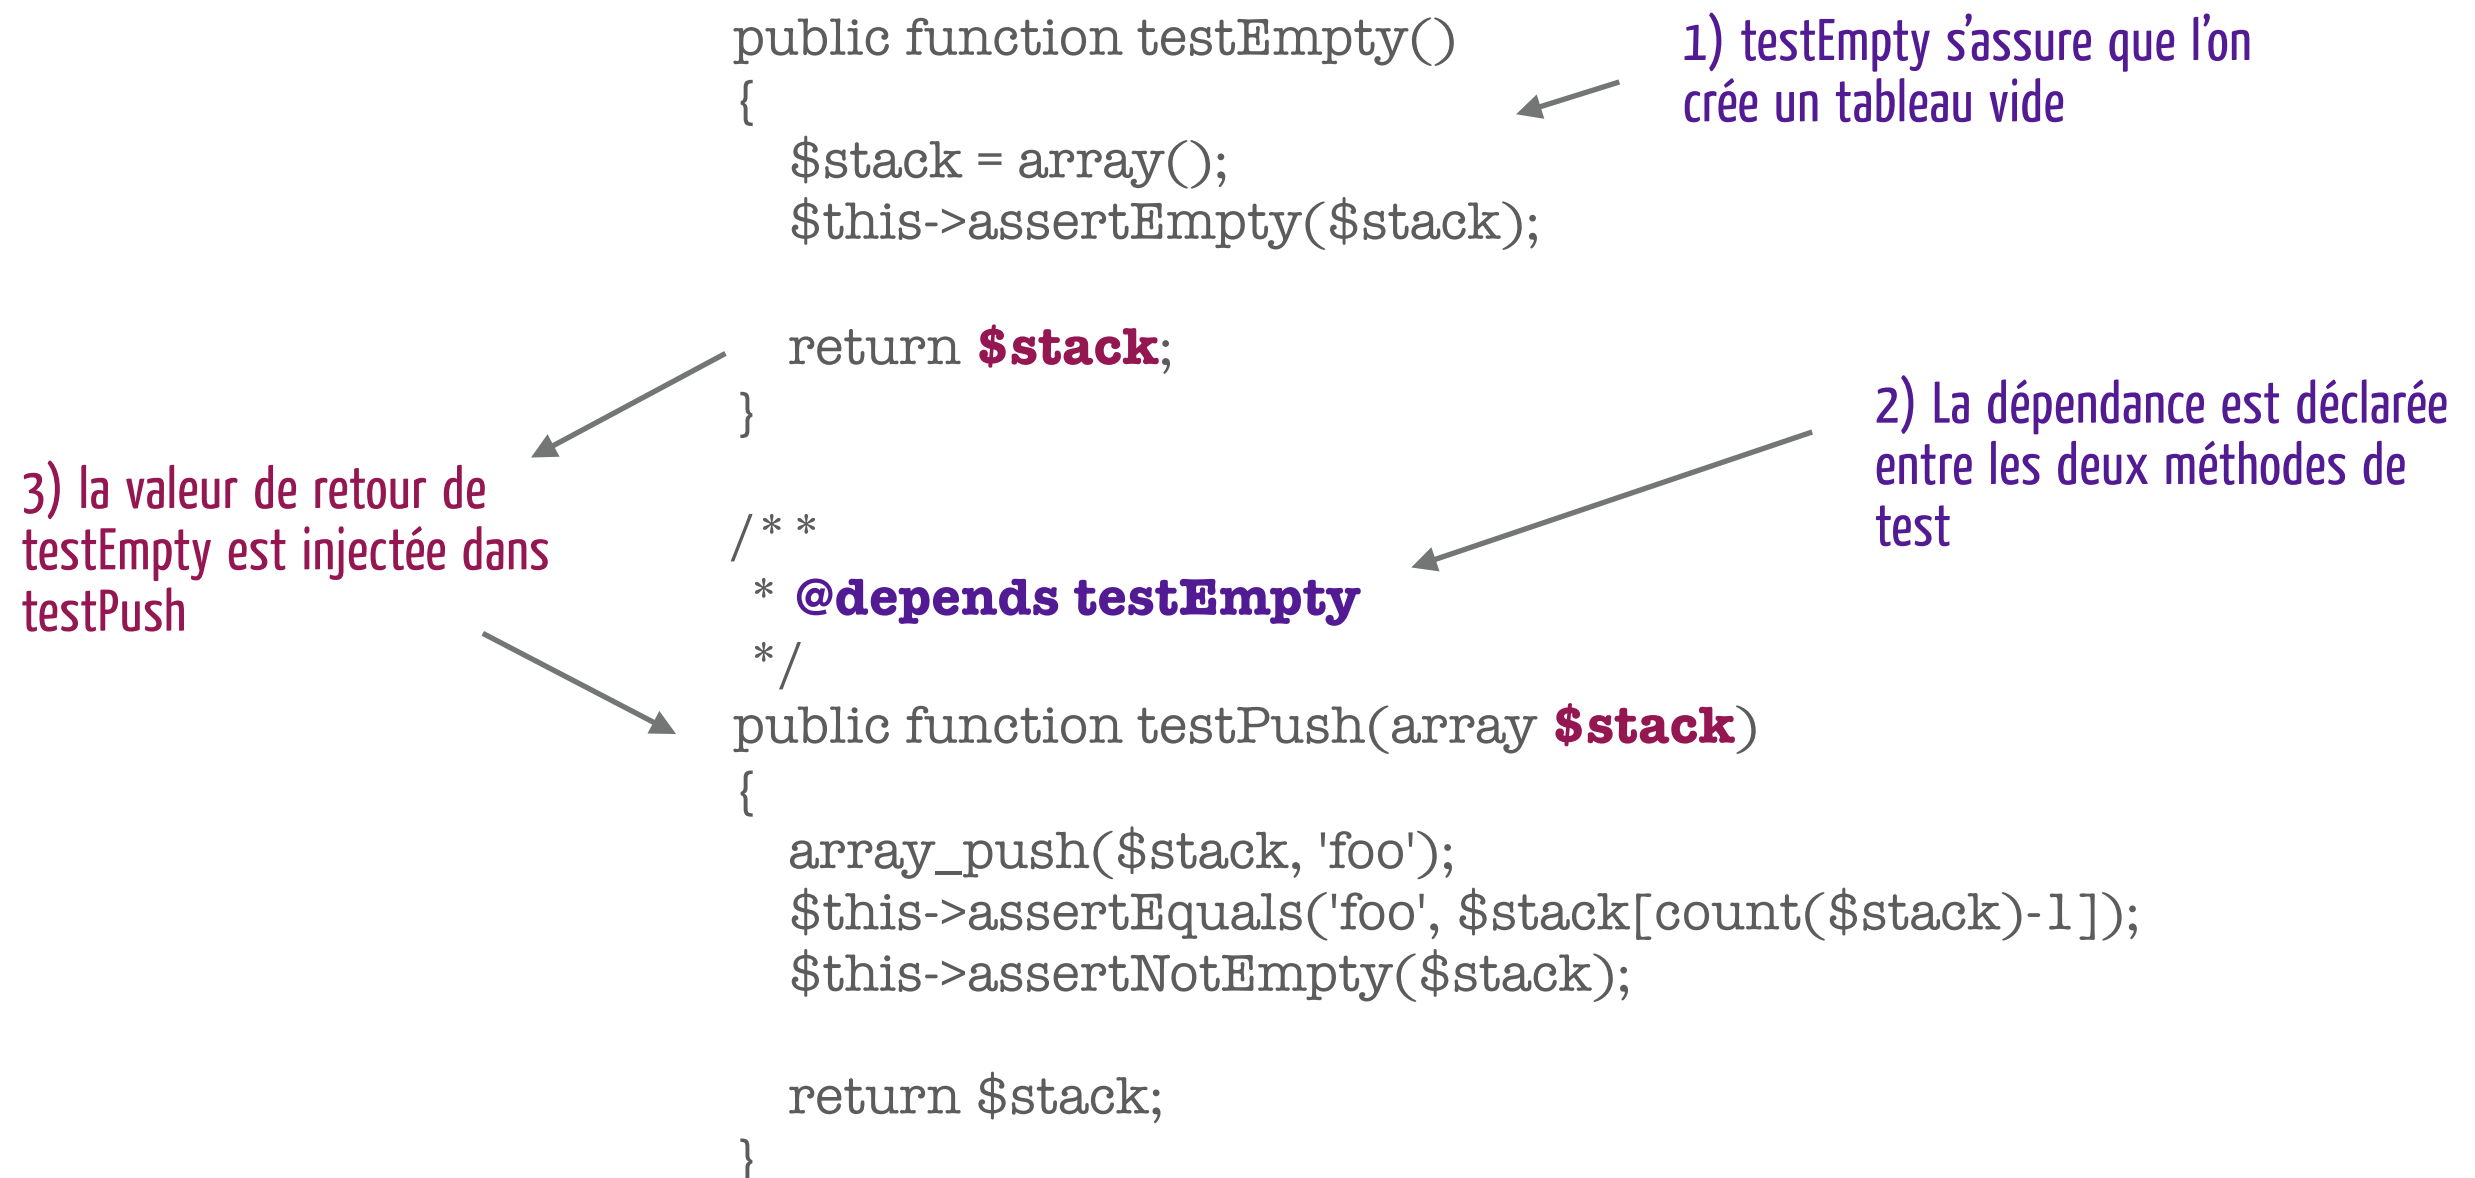 public function testEmpty()
{
$stack = array();
$this->assertEmpty($stack);
return $stack;
}
/**
* @depends testEmpty
*/
public function testPush(array $stack)
{
array_push($stack, 'foo');
$this->assertEquals('foo', $stack[count($stack)-1]);
$this->assertNotEmpty($stack);
return $stack;
}
1) testEmpty s’assure que l’on
crée un tableau vide
2) La dépendance est déclarée
entre les deux méthodes de
test
3) la valeur de retour de
testEmpty est injectée dans
testPush